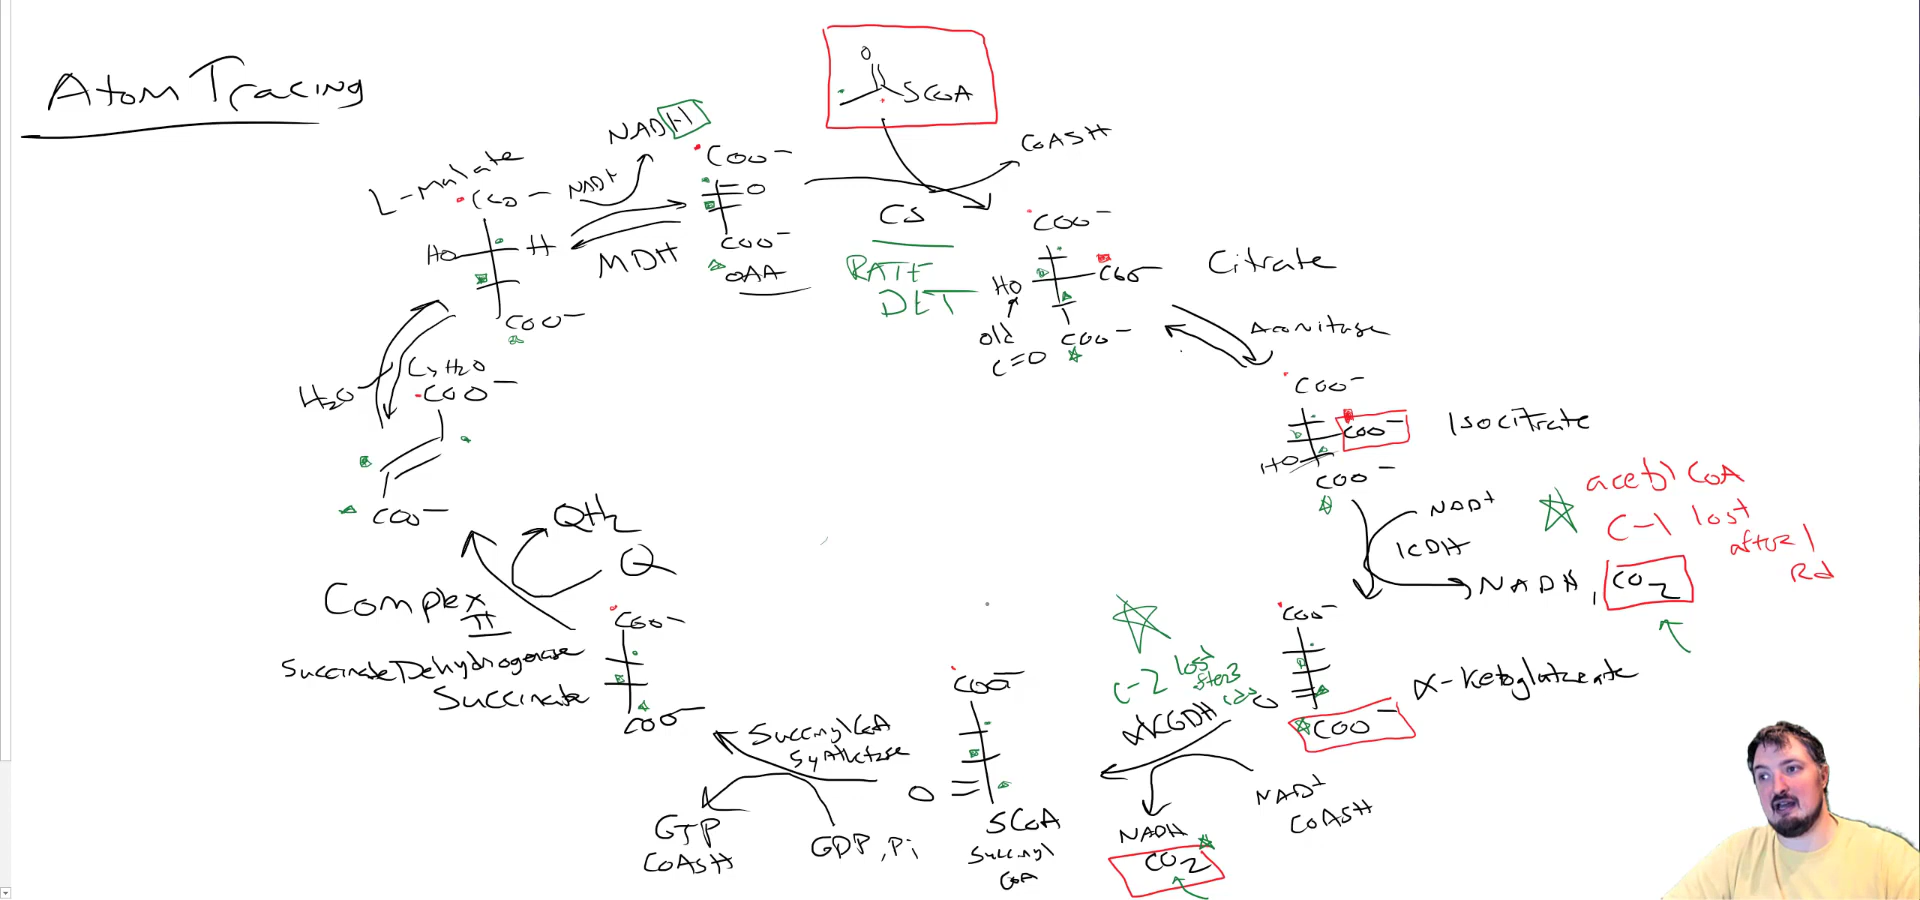 Atom Tracing
O
SCoA
NADH
COO-
CoASH
L-malate
COO-
NAD+
=O
HO
H
MDH
COO-
OAA
CS
RATE
DET
COO-
HO
COO-
Citrate
old
C=O
COO-
COO-
Aconitase
H2O
H2O
COO-
COO-
COO-
HO
COO-
Isocitrate
acetyl CoA
C-1 lost
after 1
Rd
NAD+
ICDH
NADH, CO2
COO-
QH2
Q
Complex
II
Succinate Dehydrogenase
Succinate
COO-
COO-
COO-
C-2 lost
after 3
O
COO-
α-Ketoglutarate
αKGDH
NAD+
CoASH
NADH
CO2
COO-
O
SCoA
Succinyl
CoA
Succinyl CoA
Synthetase
GTP
CoASH
GDP, Pi